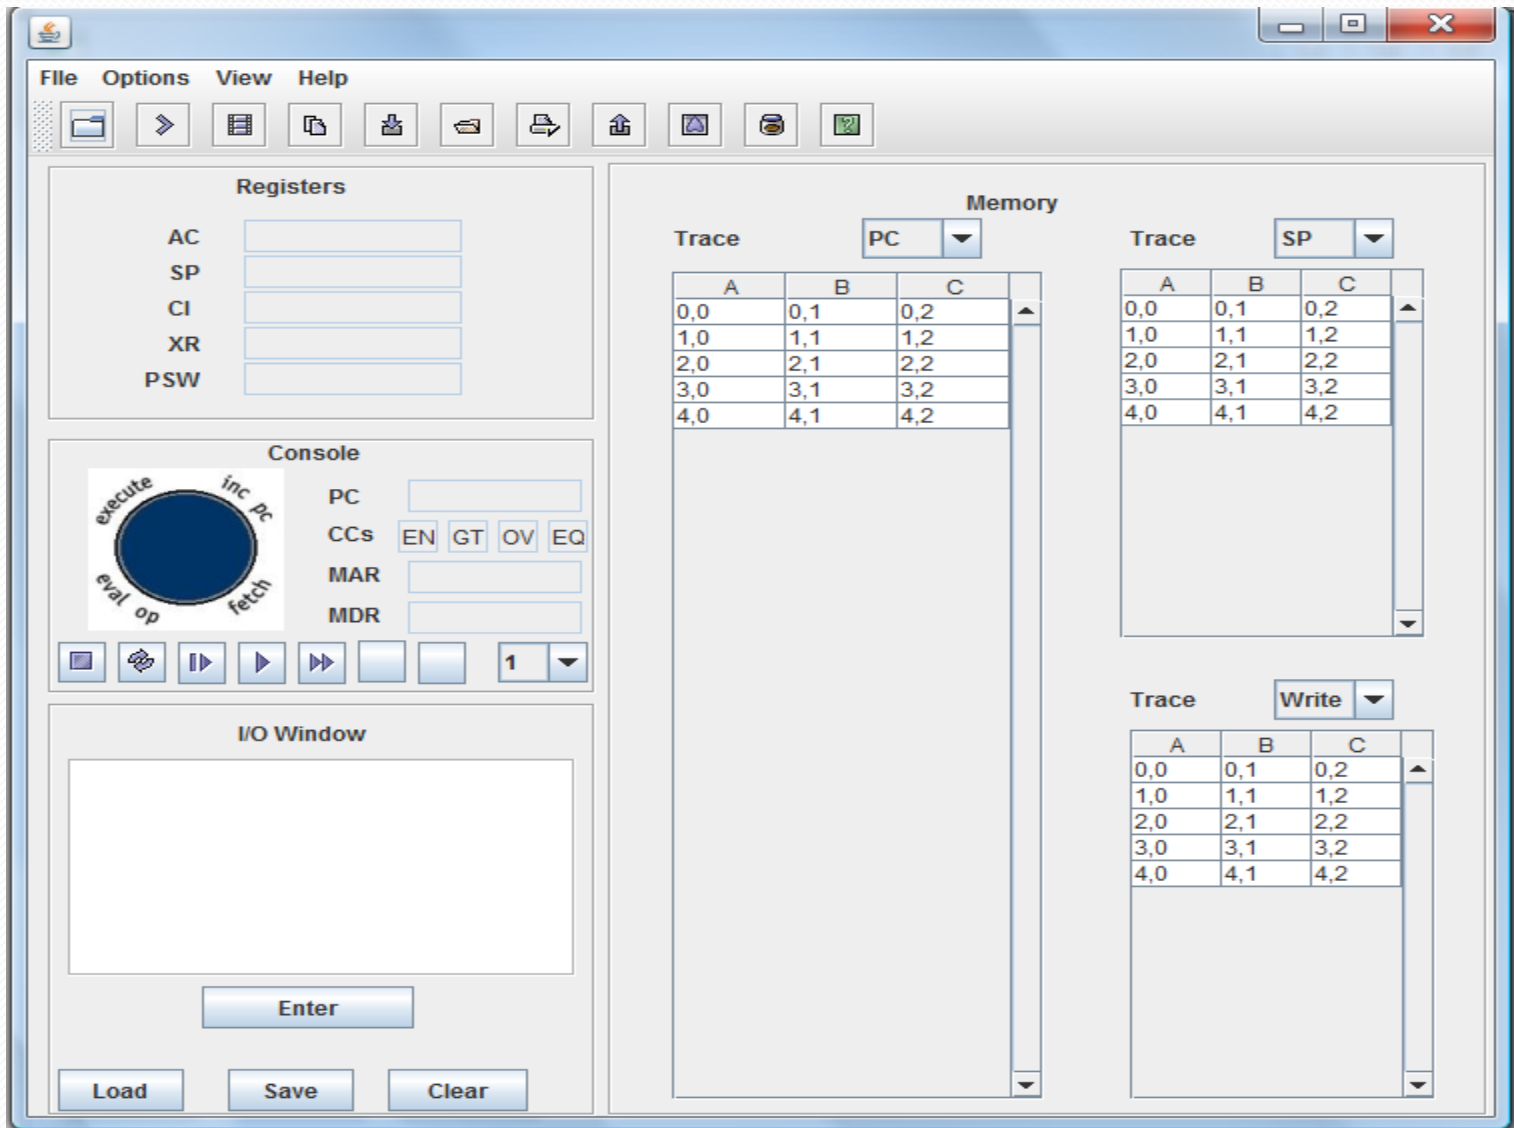 FIle Options View Help
Registers
AC
SP
CI
XR
PSW
Console
execute
inc pc
eval op
fetch
PC
CCs EN GT OV EQ
MAR
MDR
1
I/O Window
Enter
Load Save Clear
Memory
Trace PC
A B C
0,0 0,1 0,2
1,0 1,1 1,2
2,0 2,1 2,2
3,0 3,1 3,2
4,0 4,1 4,2
Trace SP
A B C
0,0 0,1 0,2
1,0 1,1 1,2
2,0 2,1 2,2
3,0 3,1 3,2
4,0 4,1 4,2
Trace Write
A B C
0,0 0,1 0,2
1,0 1,1 1,2
2,0 2,1 2,2
3,0 3,1 3,2
4,0 4,1 4,2